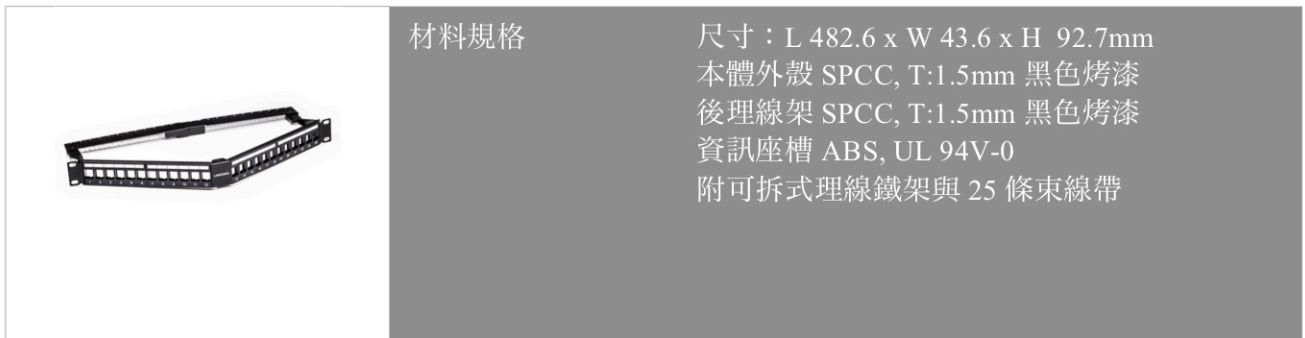 材料規格
尺寸：L 482.6 x W 43.6 x H 92.7mm
本體外殼 SPCC, T:1.5mm 黑色烤漆
後理線架 SPCC, T:1.5mm 黑色烤漆
資訊座槽 ABS, UL 94V-0
附可拆式理線鐵架與 25 條束線帶